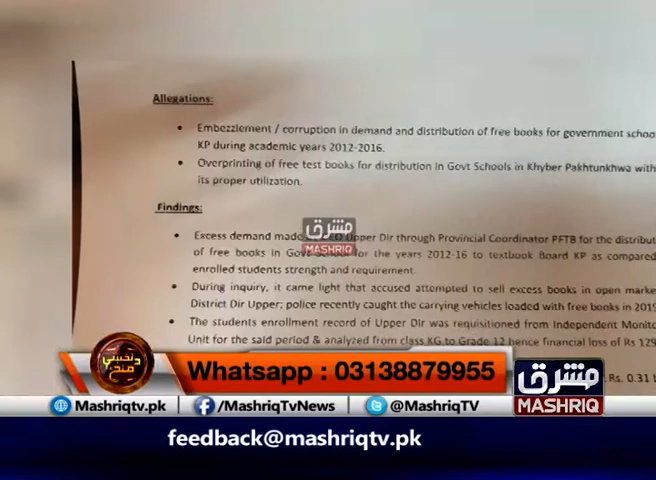 Allegations:
• Embezzlement / corruption in demand and distribution of free books for government schoo
KP during academic years 2012-2016.
• Overprinting of free test books for distribution in Govt Schools in Khyber Pakhtunkhwa with
its proper utilization.
Findings:
• Excess demand made Upper Dir through Provincial Coordinator PFTB for the distribut
مشرق
MASHRIQ
of free books in Govt School for the years 2012-16 to textbook Board KP as compared
enrolled students strength and requirement.
• During inquiry, it came light that accused attempted to sell excess books in open marke
District Dir Upper; police recently caught the carrying vehicles loaded with free books in 2019
• The students enrollment record of Upper Dir was requisitioned from Independent Monito
Unit for the said period & analyzed from class KG to Grade 12 hence financial loss of Rs 129
Rs. 0.31
Whatsapp : 03138879955
مشرق
MASHRIQ
Mashriqtv.pk
/MashriqTvNews
@MashriqTV
feedback@mashriqtv.pk